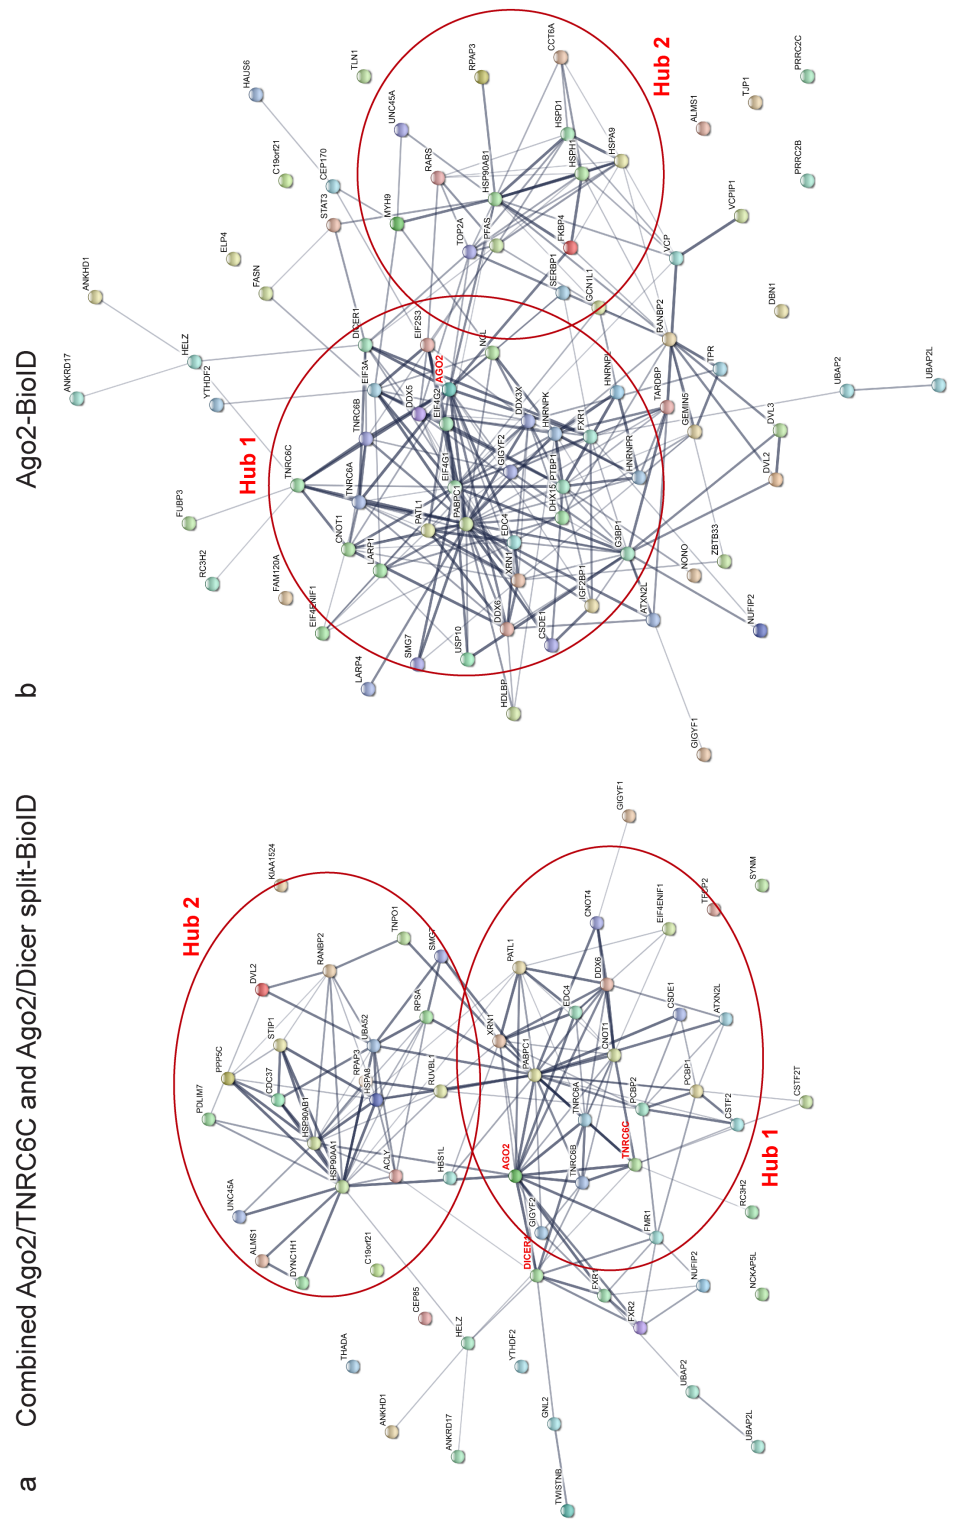 a Combined Ago2/TNRC6C and Ago2/Dicer split-BioID
Hub 2
KIAA1524
DVL2
RANBP2
TNPO1
SMG7
STIP1
PPP5C
CDC37
PDLIM7
RPAP3
UBA52
RPSA
HSPA8
RUVBL1
HSP90AB1
HSP90AA1
ACLY
HBS1L
UNC45A
ALMS1
DYNC1H1
C19orf21
CEP85
THADA
HELZ
ANKHD1
ANKRD17
YTHDF2
GNL2
TWISTNB
UBAP2
UBAP2L
GIGYF1
CNOT4
EIF4ENIF1
TFCP2
SYNM
PATL1
DDX6
EDC4
XRN1
CSDE1
ATXN2L
CNOT1
PABPC1
PCBP1
PCBP2
CSTF2T
CSTF2
TNRC6A
TNRC6C
TNRC6B
AGO2
Hub 1
RC3H2
GIGYF2
FMR1
DICER1
FXR1
FXR2
NUFIP2
NCKAP5L
b Ago2-BioID
HAUS6
TLN1
RPAP3
CCT6A
Hub 2
PRRC2C
TJP1
ALMS1
PRRC2B
C19orf21
CEP170
UNC45A
RARS
HSPD1
HSPH1
HSPA9
HSP90AB1
STAT3
MYH9
TOP2A
PFAS
FKBP4
VCPIP1
VCP
ELP4
FASN
SERBP1
GCN1L1
DBN1
RANBP2
ANKHD1
HELZ
ANKRD17
YTHDF2
DICER1
EIF2S3
NCL
EIF3A
AGO2
DDX5
EIF4G2
HNRNPL
TARDBP
TPR
UBAP2
UBAP2L
Hub 1
TNRC6B
DDX3X
HNRNPK
FXR1
GEMIN5
DVL3
DVL2
TNRC6C
TNRC6A
EIF4G1
GIGYF2
PTBP1
HNRNPR
FUBP3
PATL1
PABPC1
DHX15
CNOT1
LARP1
EDC4
XRN1
G3BP1
ZBTB33
NONO
RC3H2
FAM120A
EIF4ENIF1
IGF2BP1
ATXN2L
NUFIP2
DDX6
CSDE1
SMG7
USP10
LARP4
HDLBP
GIGYF1